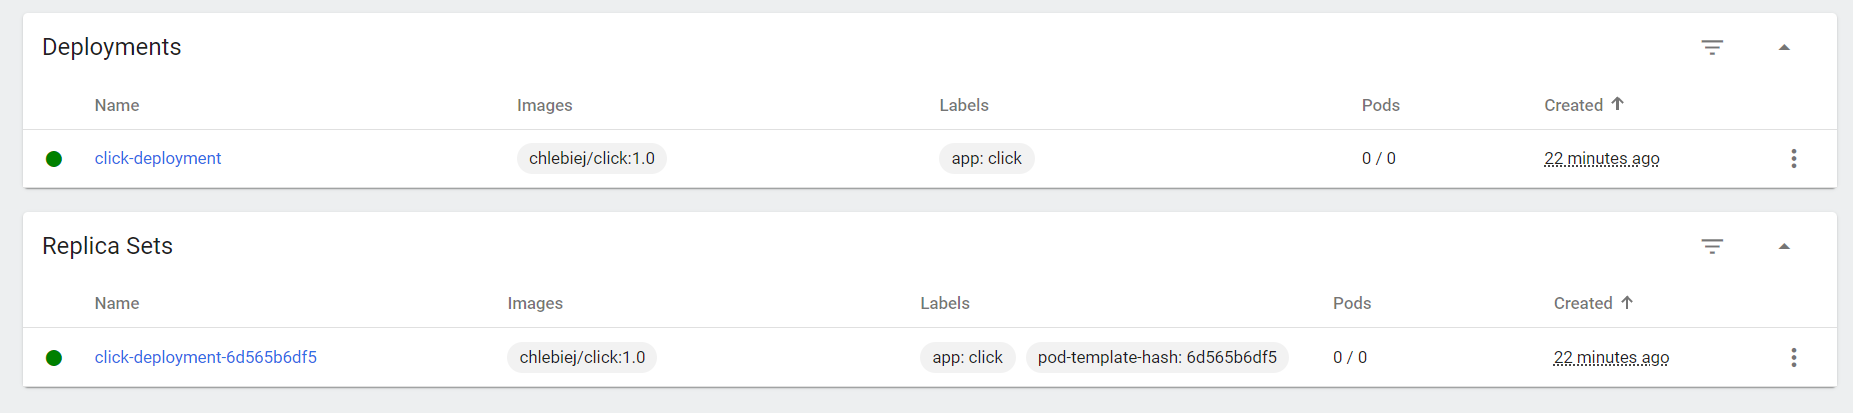 Deployments
Name Images Labels Pods Created
click-deployment chlebiej/click:1.0 app: click 0 / 0 22 minutes ago
Replica Sets
Name Images Labels Pods Created
click-deployment-6d565b6df5 chlebiej/click:1.0 app: click pod-template-hash: 6d565b6df5 0 / 0 22 minutes ago